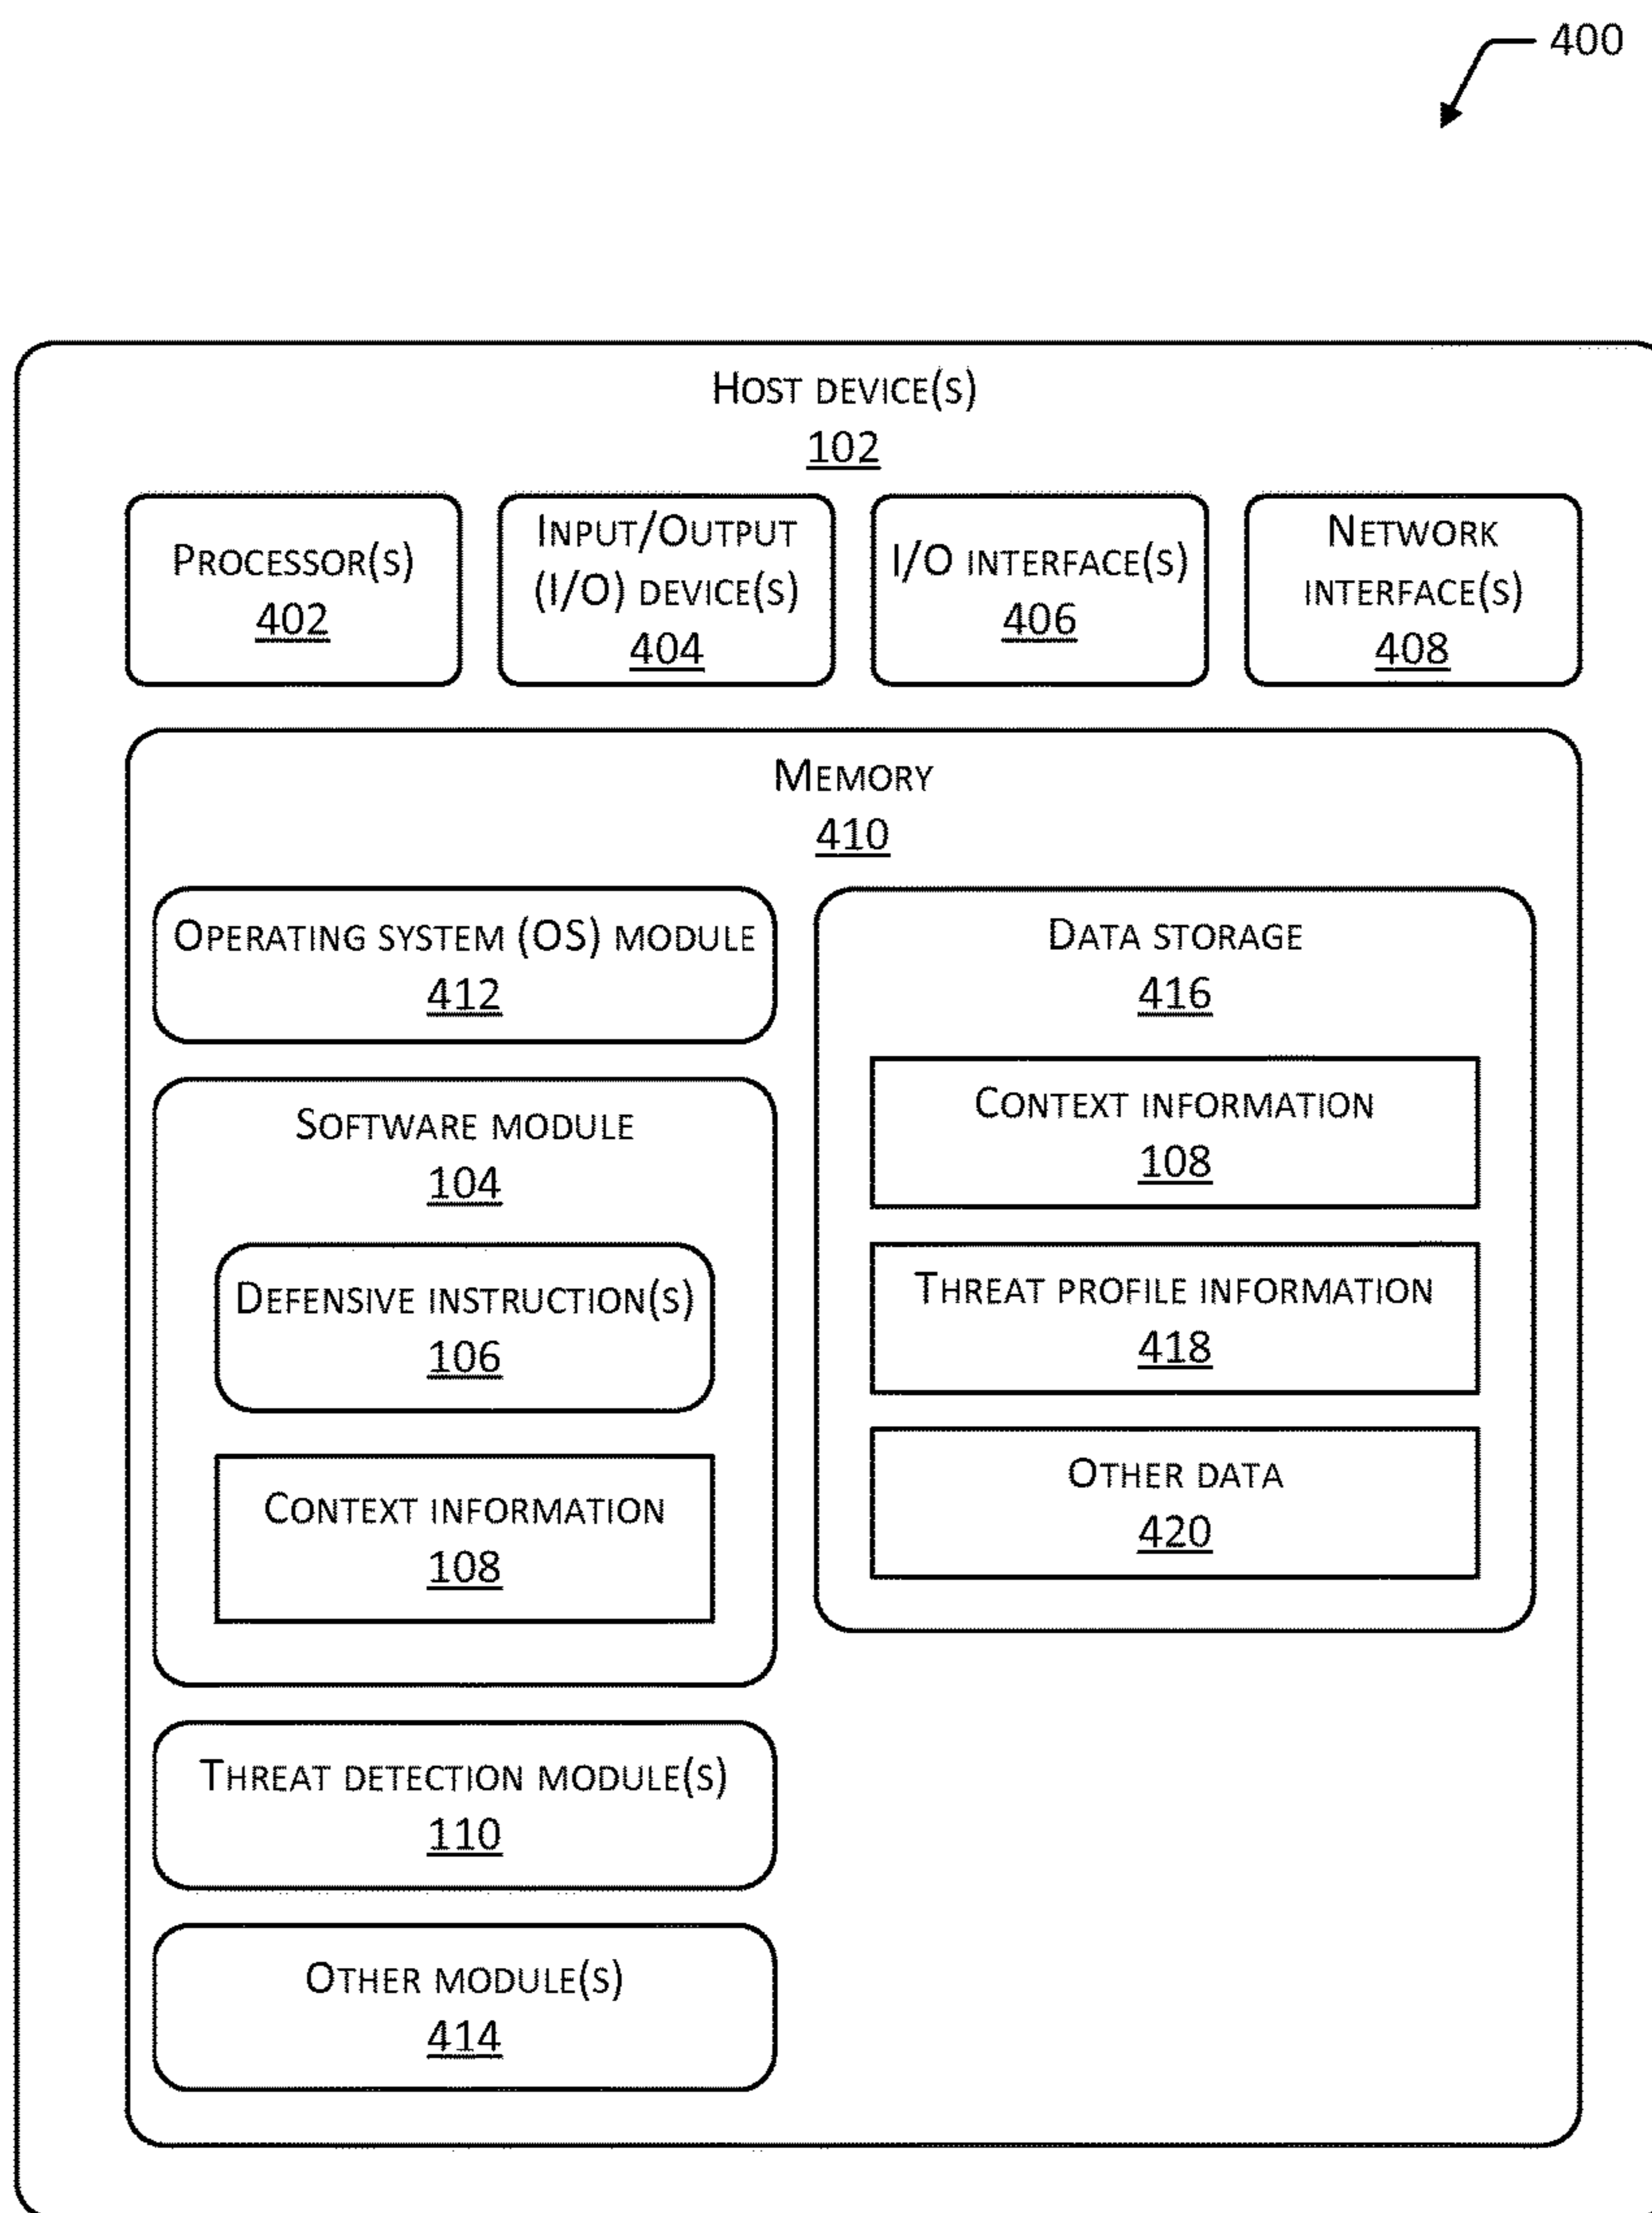 400
HOST DEVICE(S)
102
PROCESSOR(S)
402
INPUT/OUTPUT
(I/O) DEVICE(S)
404
I/O INTERFACE(S)
406
NETWORK
INTERFACE(S)
408
MEMORY
410
OPERATING SYSTEM (OS) MODULE
412
SOFTWARE MODULE
104
DEFENSIVE INSTRUCTION(S)
106
CONTEXT INFORMATION
108
THREAT DETECTION MODULE(S)
110
OTHER MODULE(S)
414
DATA STORAGE
416
CONTEXT INFORMATION
108
THREAT PROFILE INFORMATION
418
OTHER DATA
420